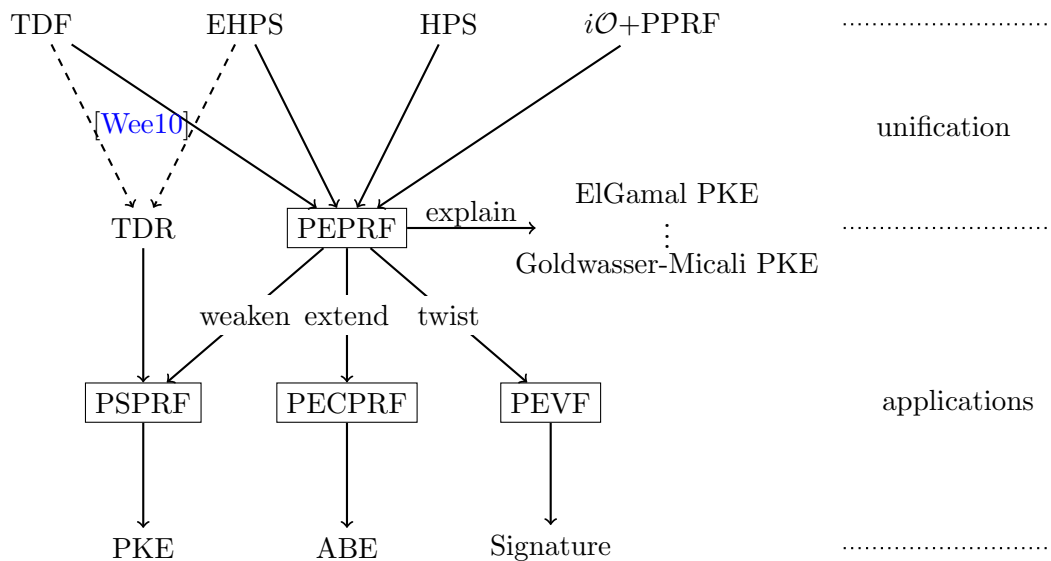 TDF EHPS HPS iO+PPRF
[Wee10] unification
ElGamal PKE
TDR PEPRF explain
Goldwasser-Micali PKE
weaken extend twist
PSPRF PECPRF PEVF applications
PKE ABE Signature